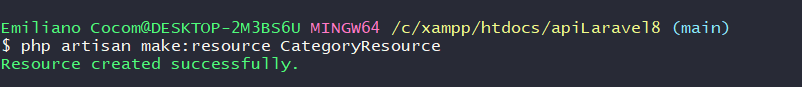 Emiliano Cocom@DESKTOP-2M3BS6U MINGW64 /c/xampp/htdocs/apiLaravel8 (main)
$ php artisan make:resource CategoryResource
Resource created successfully.